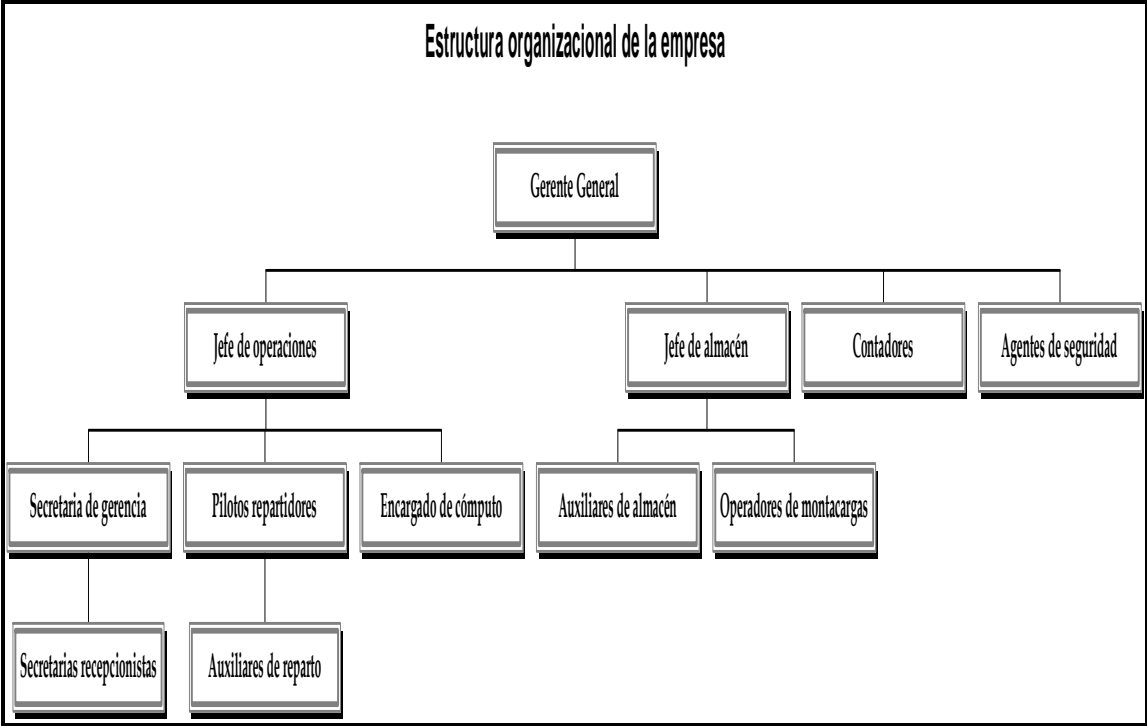 Estructura organizacional de la empresa
Gerente General
Jefe de operaciones
Jefe de almacén
Contadores
Agentes de seguridad
Secretaria de gerencia
Pilotos repartidores
Encargado de cómputo
Auxiliares de almacén
Operadores de montacargas
Secretarias recepcionistas
Auxiliares de reparto